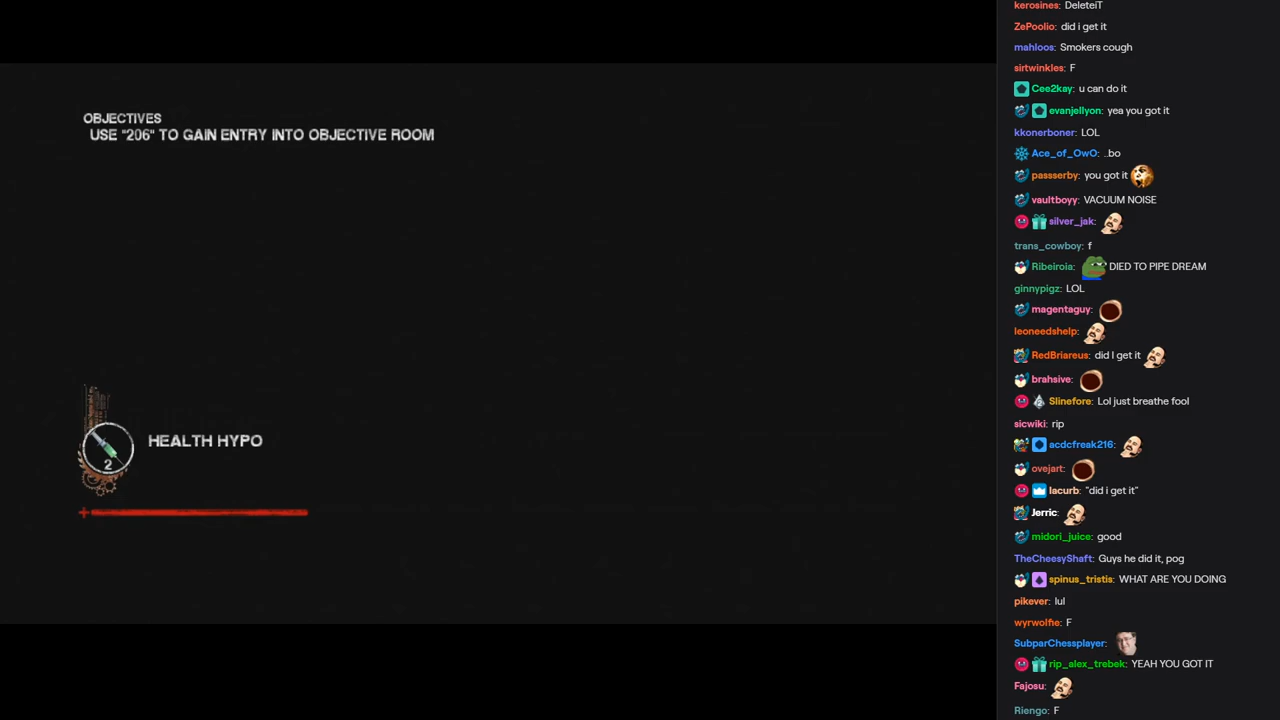 OBJECTIVES
USE "206" TO GAIN ENTRY INTO OBJECTIVE ROOM
2
HEALTH HYPO
kerosines: DeleteiT
ZePoolio: did i get it
mahloos: Smokers cough
sirtwinkles: F
Cee2kay: u can do it
evanjellyon: yea you got it
kkonerboner: LOL
Ace_of_OwO: ..bo
passserby: you got it
vaultboyy: VACUUM NOISE
silver_jak:
trans_cowboy: f
Ribeiroia: DIED TO PIPE DREAM
ginnypigz: LOL
magentaguy:
leoneedshelp:
RedBriareus: did I get it
brahsive:
Slinefore: Lol just breathe fool
sicwiki: rip
acdcfreak216:
ovejart:
lacurb: "did i get it"
Jerric:
midori_juice: good
TheCheesyShaft: Guys he did it, pog
spinus_tristis: WHAT ARE YOU DOING
pikever: lul
wyrwolfie: F
SubparChessplayer:
rip_alex_trebek: YEAH YOU GOT IT
Fajosu:
Riengo: F